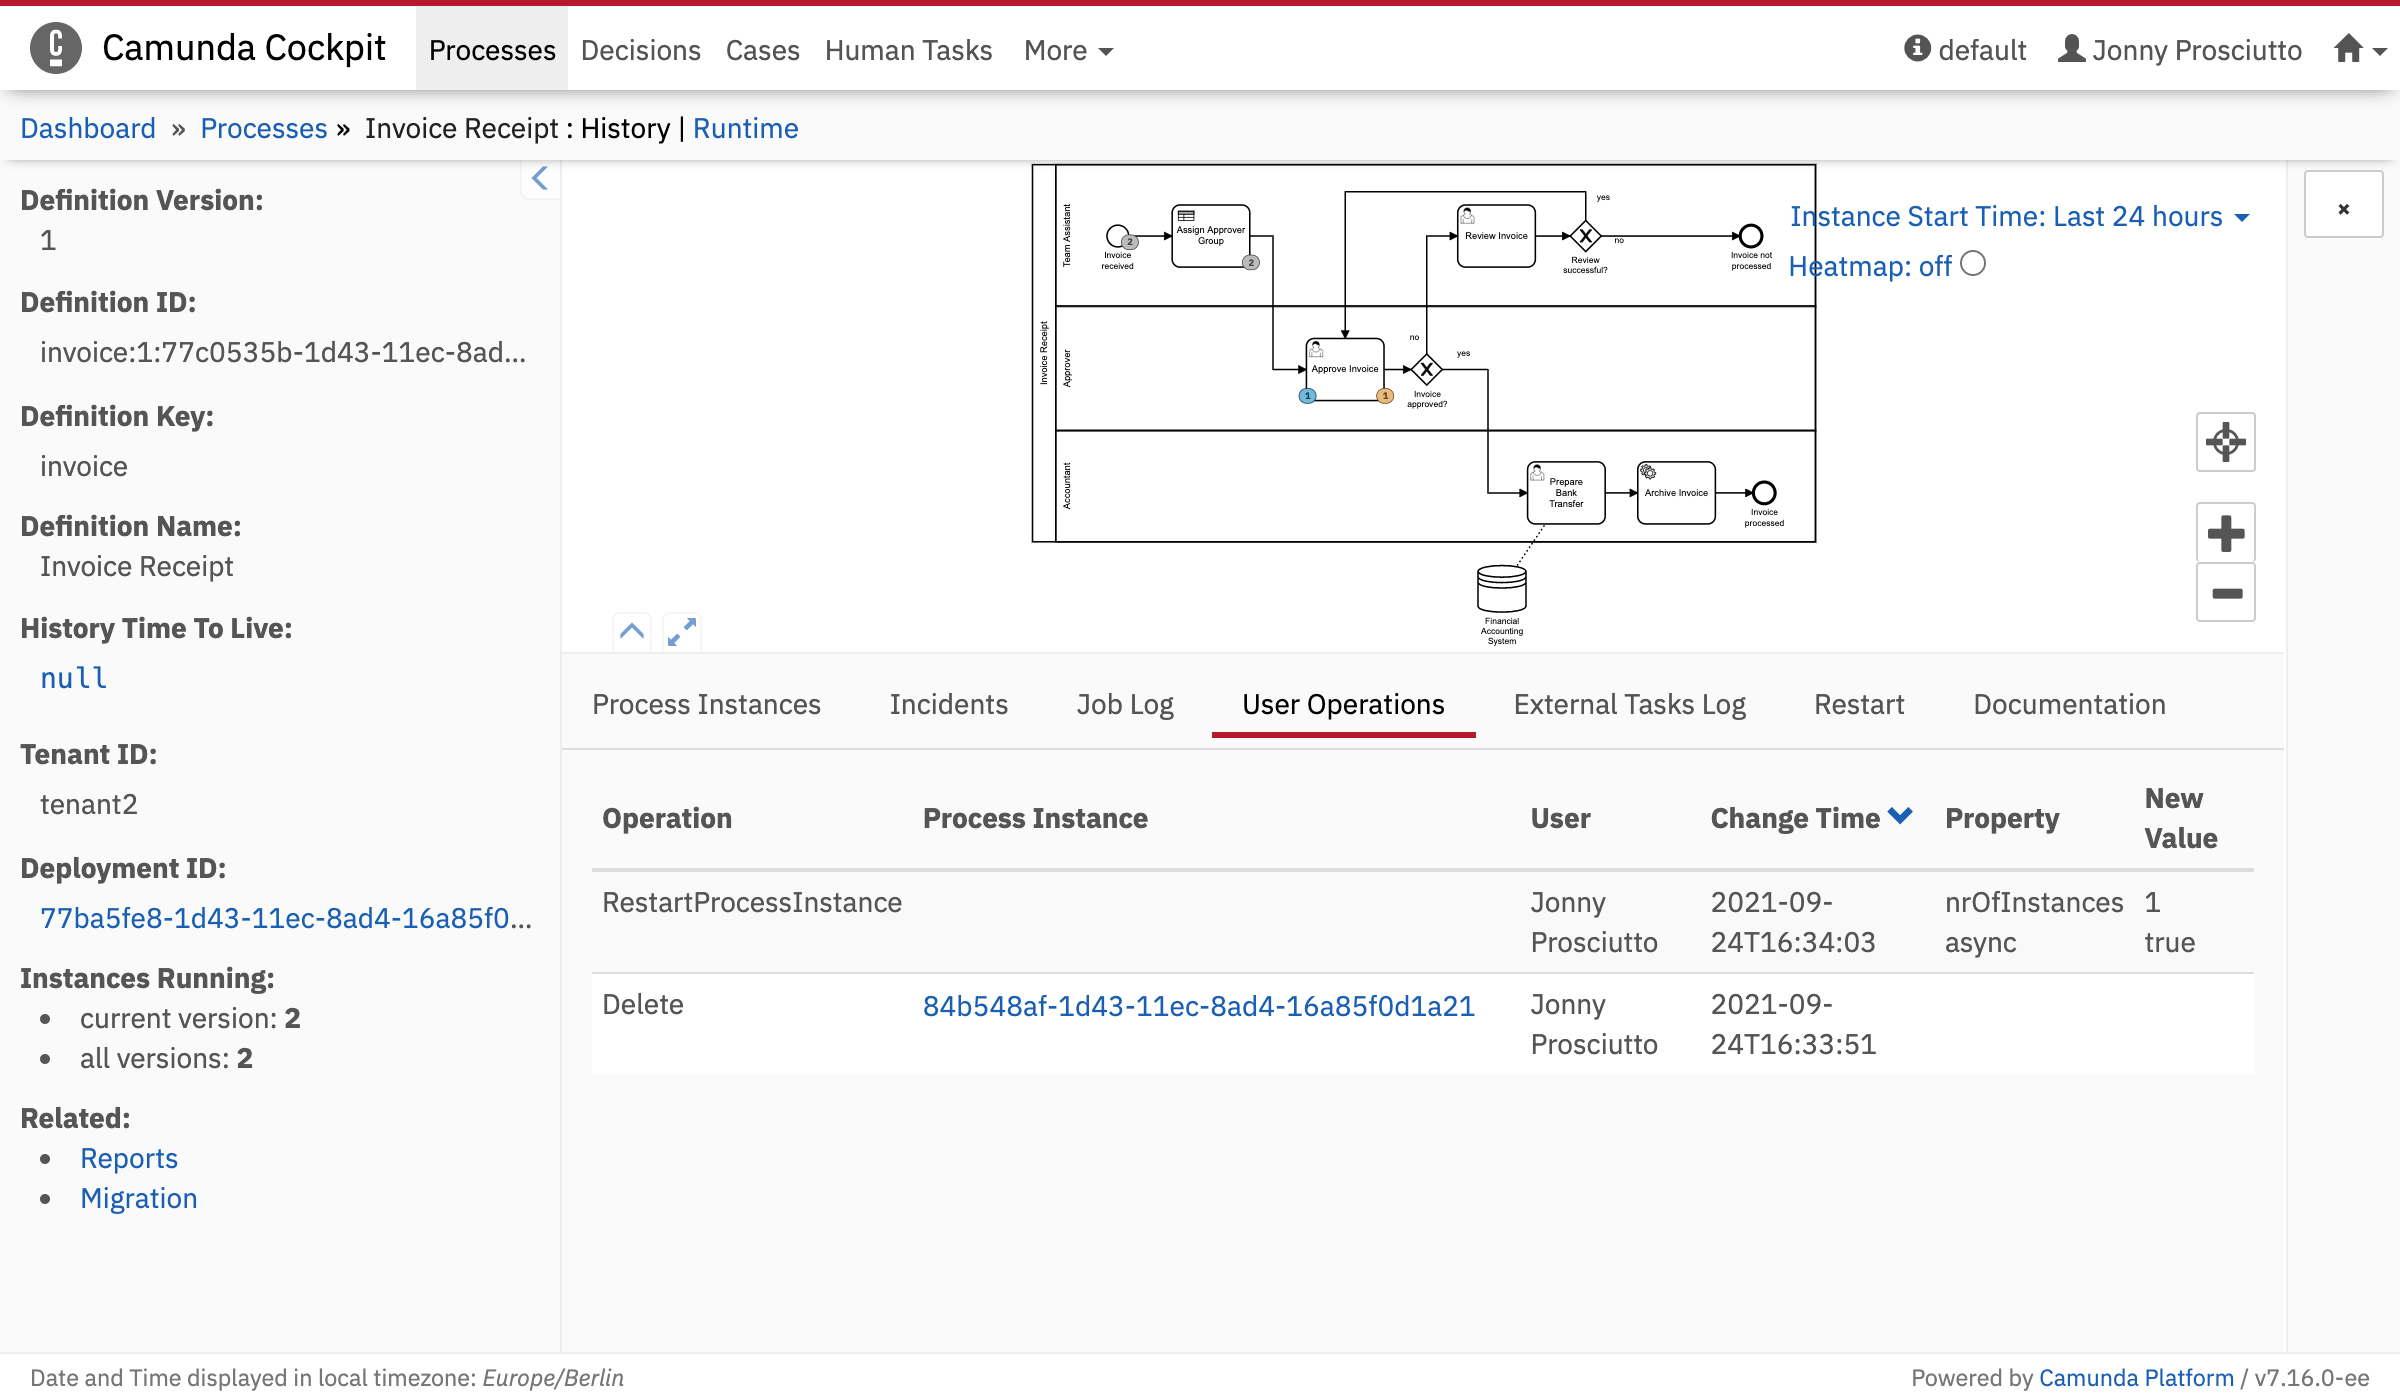 Camunda Cockpit Processes Decisions Cases Human Tasks More default Jonny Prosciutto
Dashboard » Processes » Invoice Receipt : History | Runtime
Definition Version:
1
Definition ID:
invoice:1:77c0535b-1d43-11ec-8ad...
Definition Key:
invoice
Definition Name:
Invoice Receipt
History Time To Live:
null
Tenant ID:
tenant2
Deployment ID:
77ba5fe8-1d43-11ec-8ad4-16a85f0...
Instances Running:
current version: 2
all versions: 2
Related:
Reports
Migration
Invoice Receipt
Team Assistant
Invoice
received
2
Assign Approver
Group
2
Review Invoice
Review
successful?
yes
no
Invoice not
processed
Approver
Approve Invoice
1
1
Invoice
approved?
no
yes
Accountant
Prepare
Bank
Transfer
Archive Invoice
Invoice
processed
Financial
Accounting
System
Instance Start Time: Last 24 hours
Heatmap: off
Process Instances Incidents Job Log User Operations External Tasks Log Restart Documentation
Operation Process Instance User Change Time Property New
Value
RestartProcessInstance Jonny 2021-09- nrOfInstances 1
Prosciutto 24T16:34:03 async true
Delete 84b548af-1d43-11ec-8ad4-16a85f0d1a21 Jonny 2021-09-
Prosciutto 24T16:33:51
Date and Time displayed in local timezone: Europe/Berlin
Powered by Camunda Platform / v7.16.0-ee